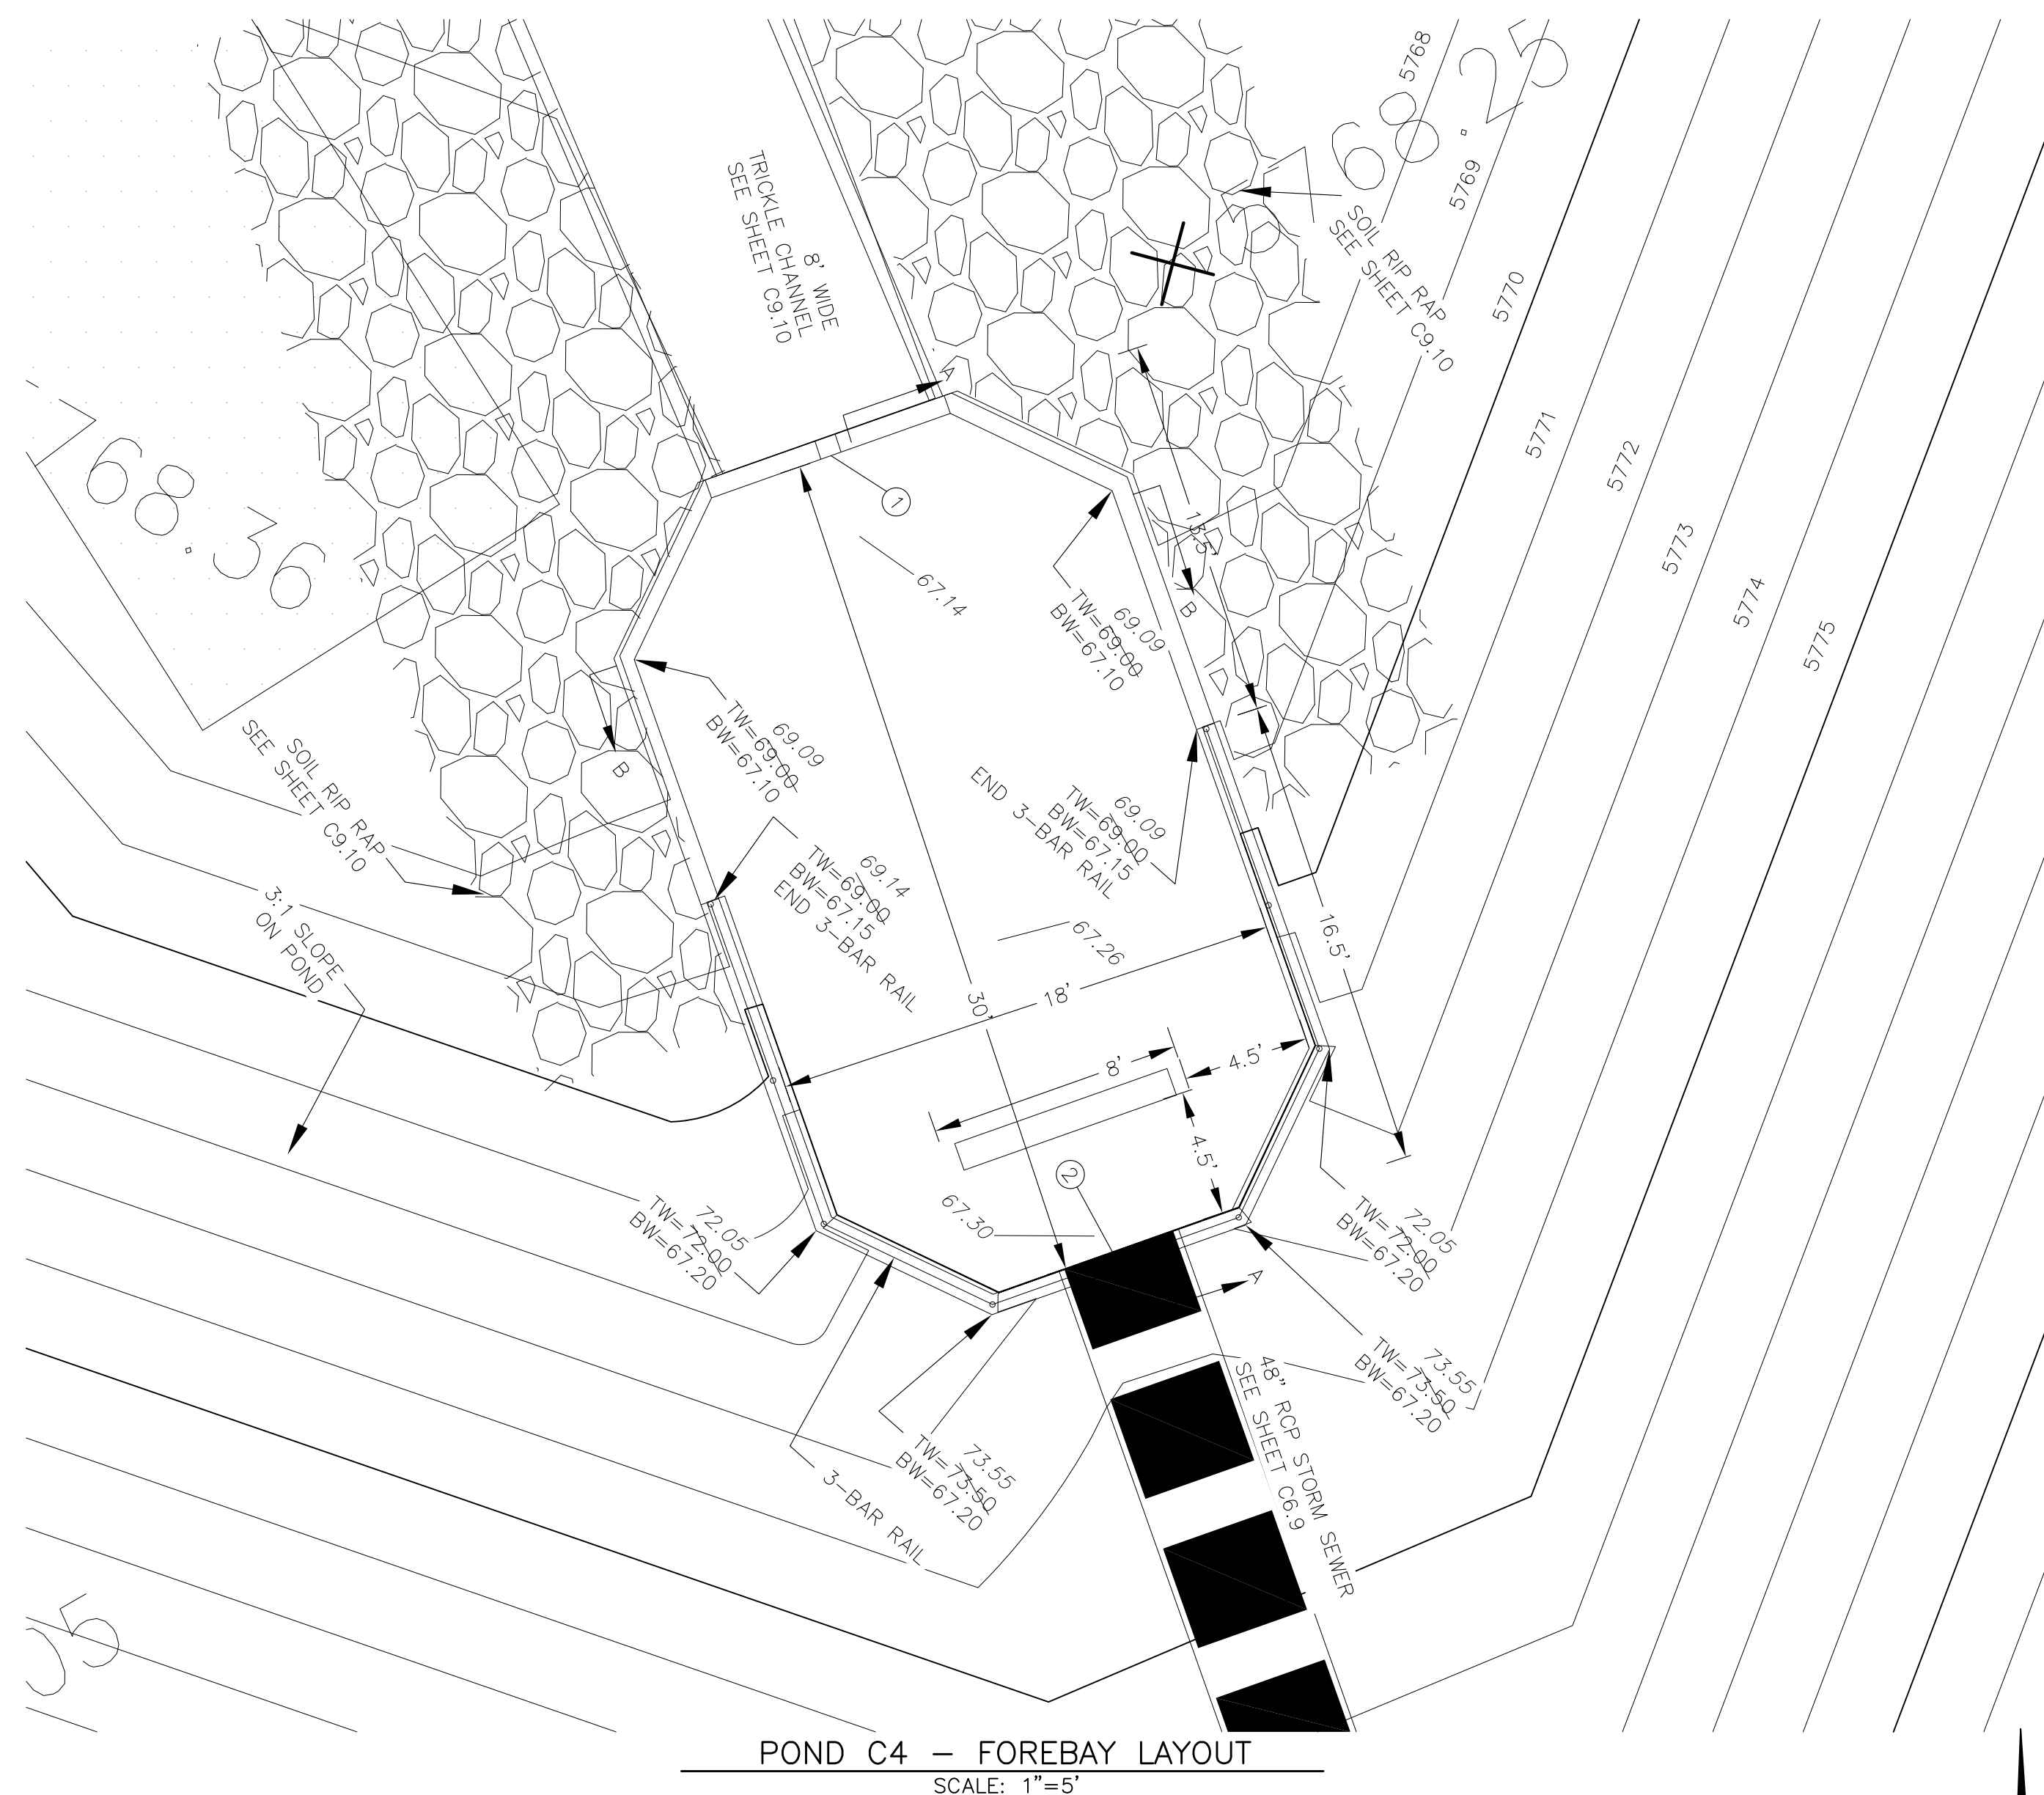 5768
68.25
5769
5770
5771
5772
5773
5774
5775
8' WIDE
TRICKLE CHANNEL
SEE SHEET C9.10
SOIL RIP RAP
SEE SHEET C9.10
A
1
68.36
67.14
13.5'
B
69.09
TW=69.00
BW=67.10
69.09
TW=69.00
BW=67.10
B
SOIL RIP RAP
SEE SHEET C9.10
69.09
TW=69.00
BW=67.15
END 3-BAR RAIL
69.14
TW=69.00
BW=67.15
END 3-BAR RAIL
3:1 SLOPE
ON POND
67.26
16.5'
30'
18'
8'
4.5'
4.5'
2
67.30
72.05
TW=72.00
BW=67.20
72.05
TW=72.00
BW=67.20
A
73.55
TW=73.50
BW=67.20
48" RCP STORM SEWER
SEE SHEET C6.9
73.55
TW=73.50
BW=67.20
3-BAR RAIL
05
POND C4 - FOREBAY LAYOUT
SCALE: 1"=5'